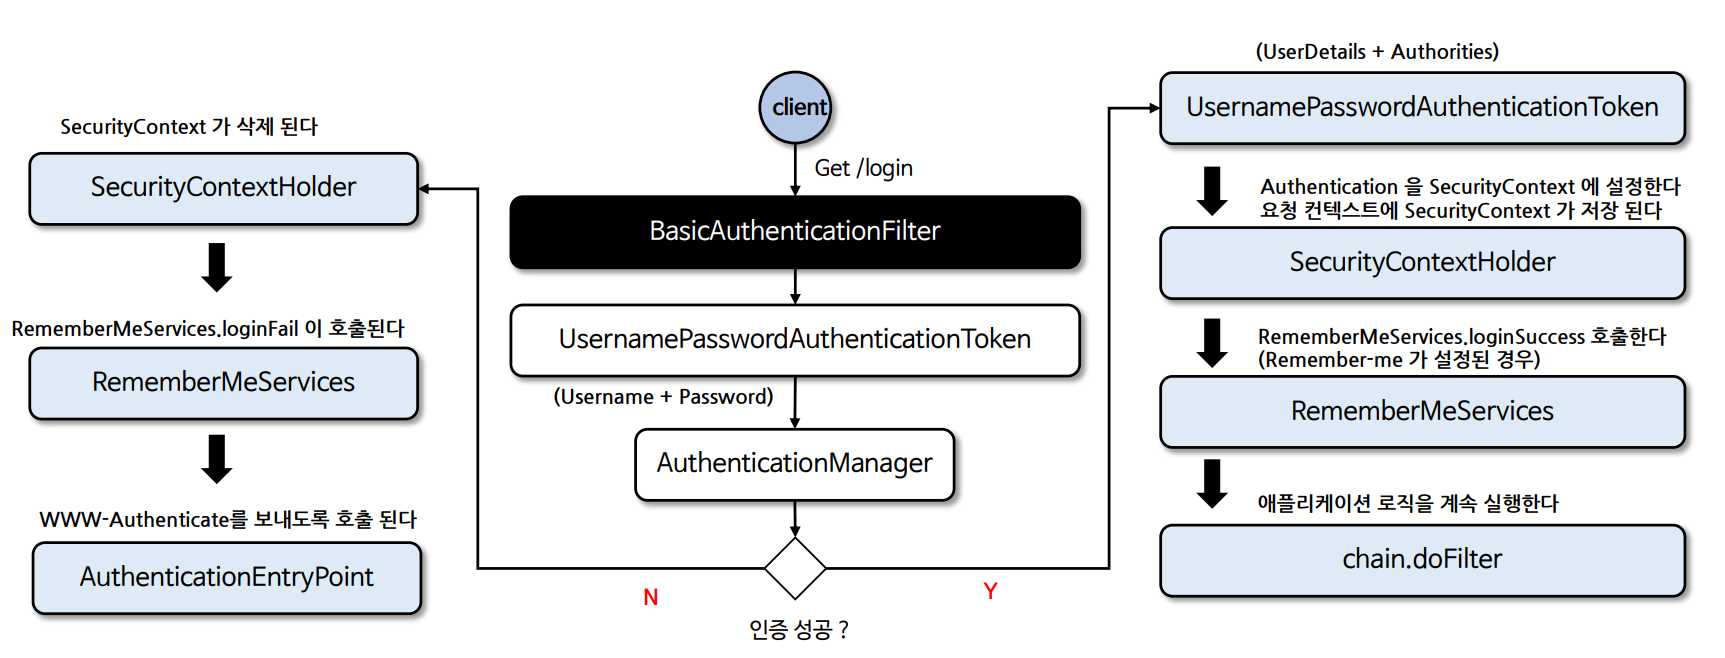 client
Get /login
BasicAuthenticationFilter
UsernamePasswordAuthenticationToken
(Username + Password)
AuthenticationManager
인증 성공 ?
N
Y
SecurityContext 가 삭제 된다
SecurityContextHolder
RememberMeServices.loginFail 이 호출된다
RememberMeServices
WWW-Authenticate를 보내도록 호출 된다
AuthenticationEntryPoint
(UserDetails + Authorities)
UsernamePasswordAuthenticationToken
Authentication 을 SecurityContext 에 설정한다
요청 컨텍스트에 SecurityContext 가 저장 된다
SecurityContextHolder
RememberMeServices.loginSuccess 호출한다
(Remember-me 가 설정된 경우)
RememberMeServices
애플리케이션 로직을 계속 실행한다
chain.doFilter